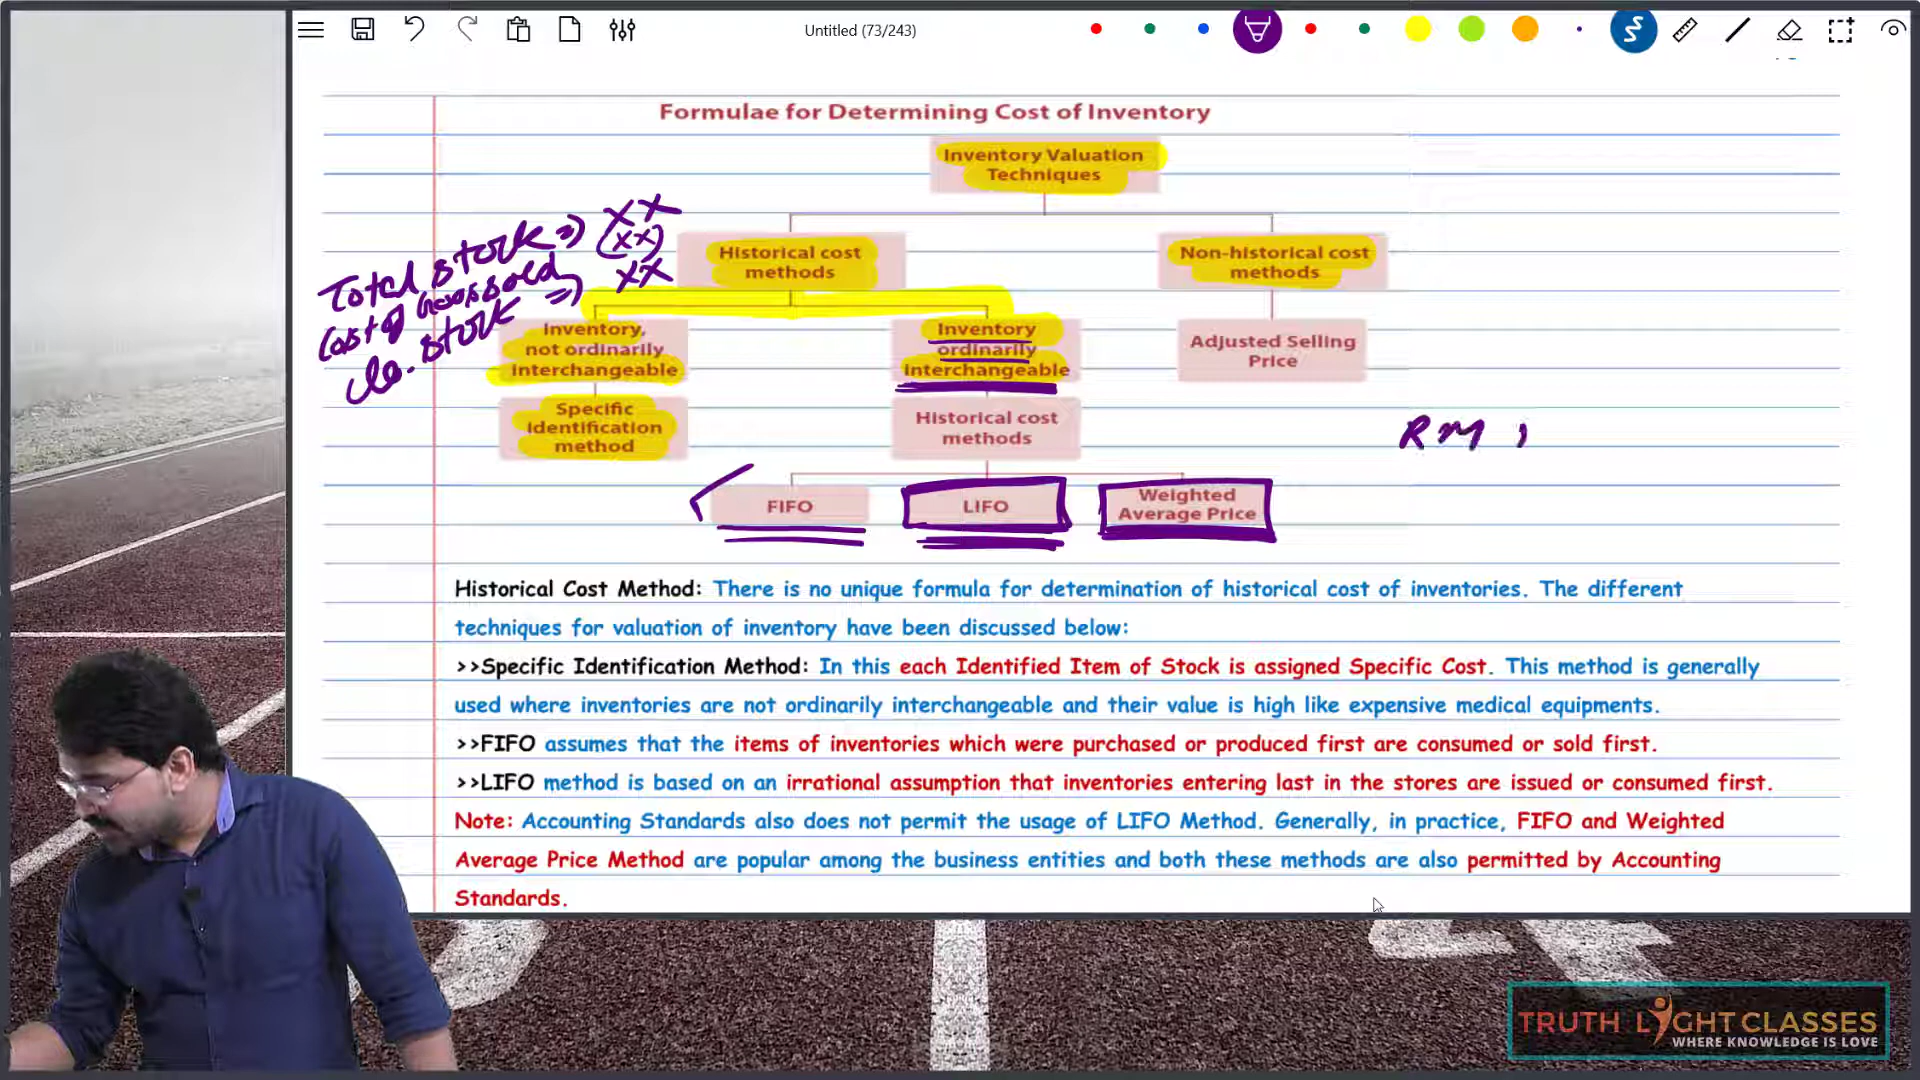 Untitled (73/243)
Formulae for Determining Cost of Inventory
Inventory Valuation
Techniques
Historical cost
methods
Non-historical cost
methods
Total stock => XX
Cost of Goods sold (XX)
Clo. stock => XX
Inventory,
not ordinarily
interchangeable
Inventory
ordinarily
interchangeable
Adjusted Selling
Price
Specific
identification
method
Historical cost
methods
RM,
FIFO
LIFO
Weighted
Average Price
Historical Cost Method: There is no unique formula for determination of historical cost of inventories. The different
techniques for valuation of inventory have been discussed below:
>>Specific Identification Method: In this each Identified Item of Stock is assigned Specific Cost. This method is generally
used where inventories are not ordinarily interchangeable and their value is high like expensive medical equipments.
>>FIFO assumes that the items of inventories which were purchased or produced first are consumed or sold first.
>>LIFO method is based on an irrational assumption that inventories entering last in the stores are issued or consumed first.
Note: Accounting Standards also does not permit the usage of LIFO Method. Generally, in practice, FIFO and Weighted
Average Price Method are popular among the business entities and both these methods are also permitted by Accounting
Standards.
TRUTH LIGHT CLASSES
WHERE KNOWLEDGE IS LOVE